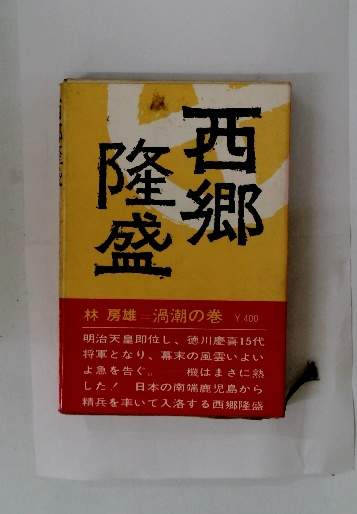 西郷
隆盛
林 房雄＝渦潮の巻 ￥400
明治天皇即位し、徳川慶喜15代
将軍となり、幕末の風雲いよい
よ急を告ぐ。——機はまさに熟
した！ 日本の南端鹿児島から
精兵を率いて入洛する西郷隆盛